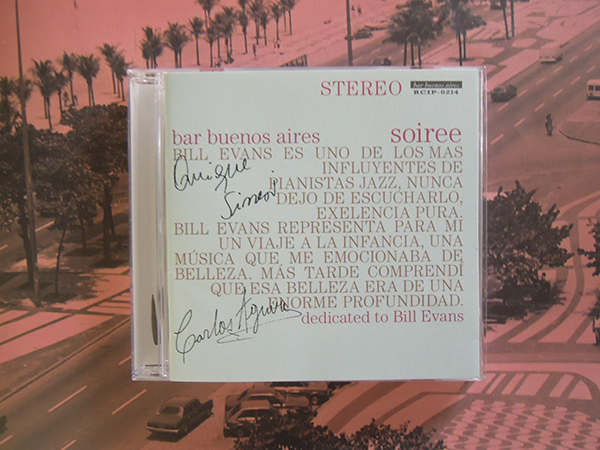 STEREO
bar buenos aires
RCIP-0214
bar buenos aires
soiree
BILL EVANS ES UNO DE LOS MAS
INFLUYENTES DE
PIANISTAS JAZZ, NUNCA
DEJO DE ESCUCHARLO,
EXELENCIA PURA.
BILL EVANS REPRESENTA PARA MI
UN VIAJE A LA INFANCIA, UNA
MÚSICA QUE ME EMOCIONABA DE
BELLEZA. MÁS TARDE COMPRENDÍ
QUE ESA BELLEZA ERA DE UNA
ENORME PROFUNDIDAD.
dedicated to Bill Evans
Quique
Sinesi
Carlos Aguirre